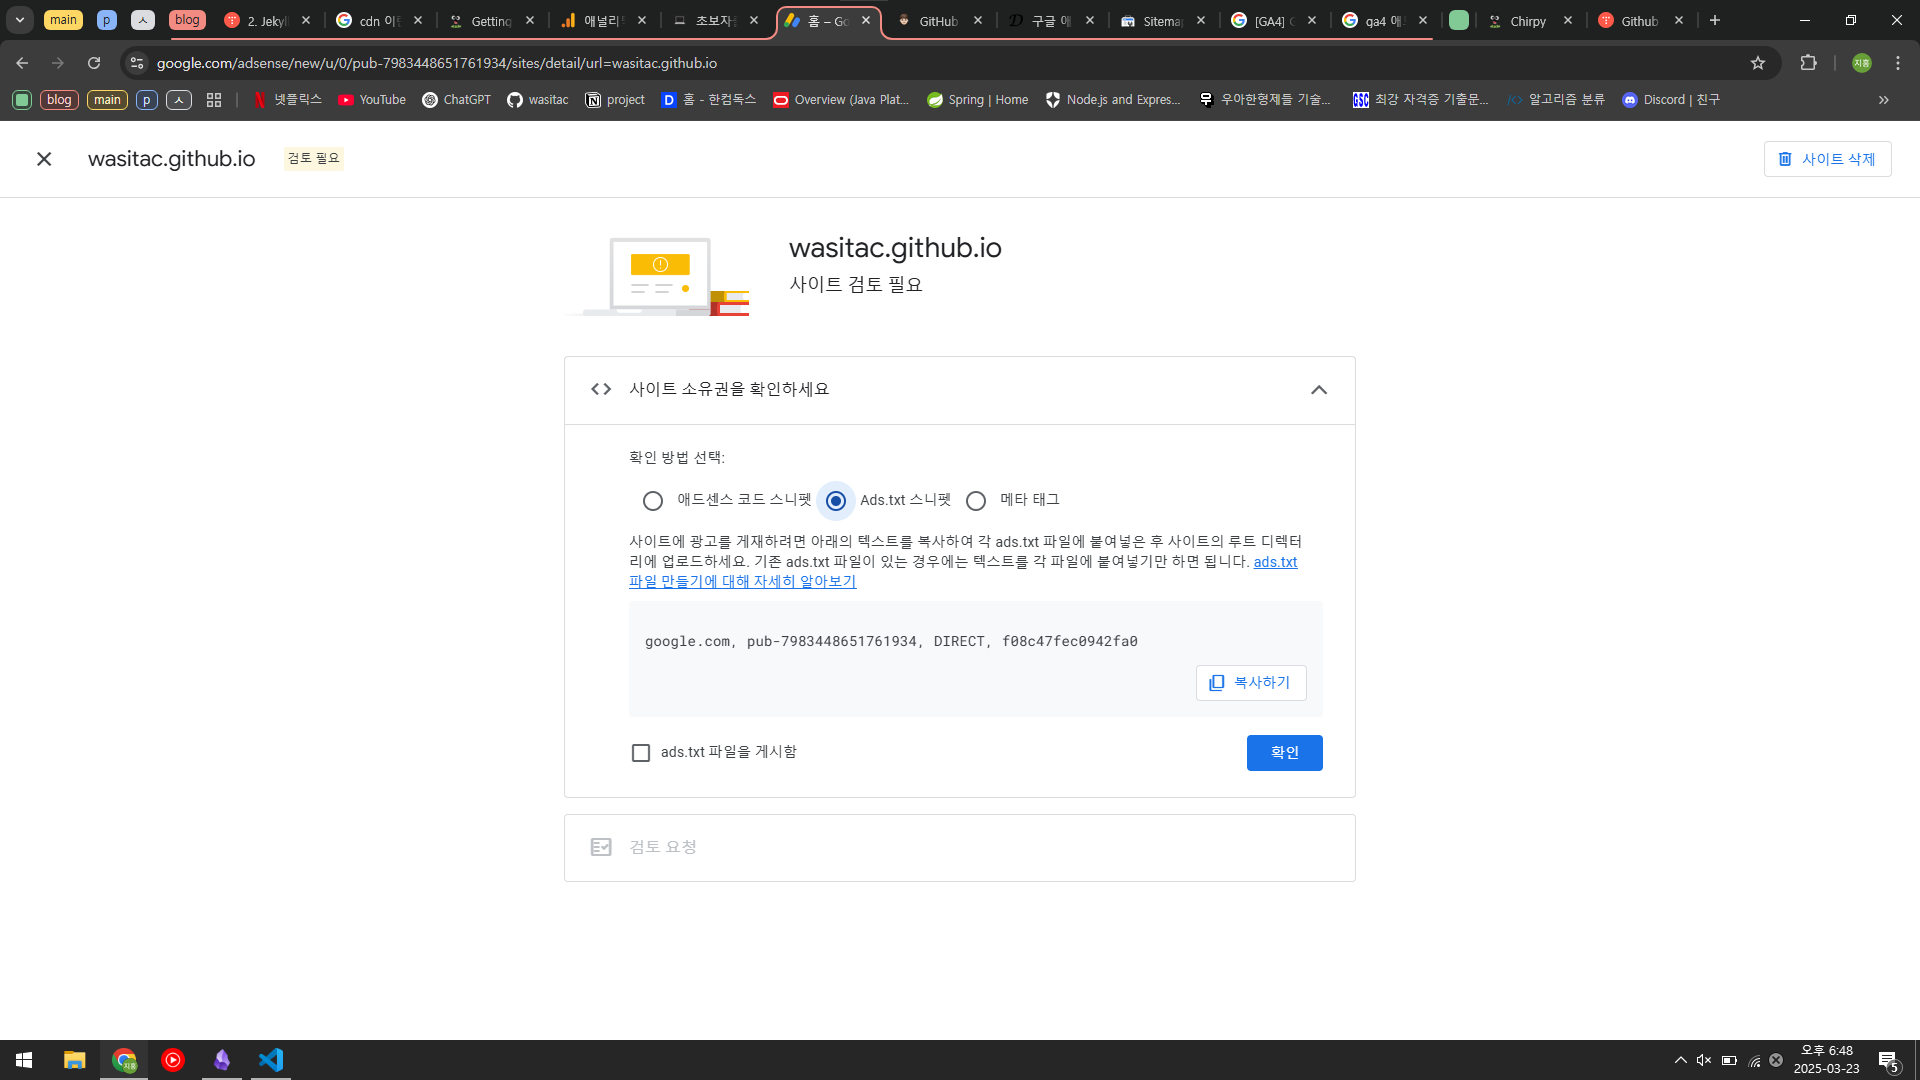 main
p
ㅅ
blog
2. Jekyl
cdn 이
Getting
애널리
초보자
홈 – Go
GitHub
구글 애
Sitema
[GA4]
ga4 애
Chirpy
Github
google.com/adsense/new/u/0/pub-7983448651761934/sites/detail/url=wasitac.github.io
지홍
blog
main
p
ㅅ
넷플릭스
YouTube
ChatGPT
wasitac
project
홈 - 한컴독스
Overview (Java Plat...
Spring | Home
Node.js and Expres...
우아한형제들 기술...
최강 자격증 기출문...
알고리즘 분류
Discord | 친구
wasitac.github.io
검토 필요
사이트 삭제
wasitac.github.io
사이트 검토 필요
사이트 소유권을 확인하세요
확인 방법 선택:
애드센스 코드 스니펫
Ads.txt 스니펫
메타 태그
사이트에 광고를 게재하려면 아래의 텍스트를 복사하여 각 ads.txt 파일에 붙여넣은 후 사이트의 루트 디렉터
리에 업로드하세요. 기존 ads.txt 파일이 있는 경우에는 텍스트를 각 파일에 붙여넣기만 하면 됩니다. ads.txt
파일 만들기에 대해 자세히 알아보기
google.com, pub-7983448651761934, DIRECT, f08c47fec0942fa0
복사하기
ads.txt 파일을 게시함
확인
검토 요청
오후 6:48
2025-03-23
5